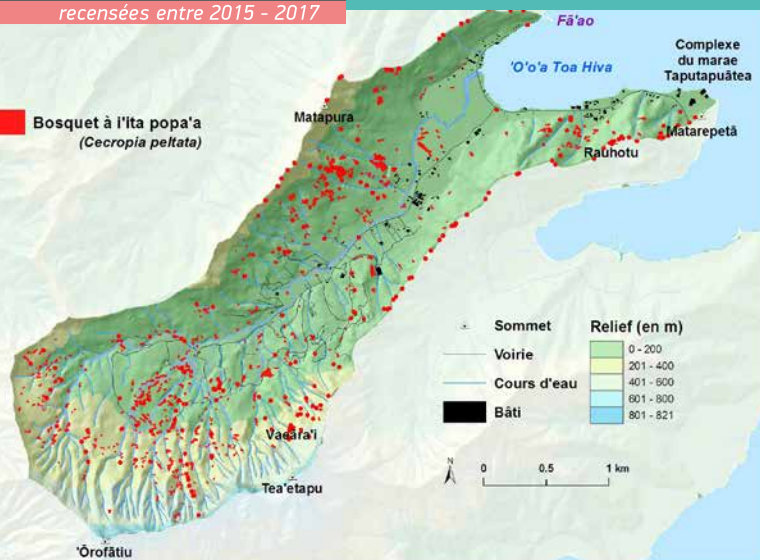 recensées entre 2015 - 2017
Fā'ao
'O'o'a Toa Hiva
Complexe
du marae
Taputapuātea
Bosquet à i'ita popa'a
(Cecropia peltata)
Matapura
Matarepetā
Rauhotu
Sommet
Voirie
Cours d'eau
Bâti
Relief (en m)
0 - 200
201 - 400
401 - 600
601 - 800
801 - 821
N
0 0.5 1 km
Vaeāra'i
Tea'etapu
'Ōrofātiu